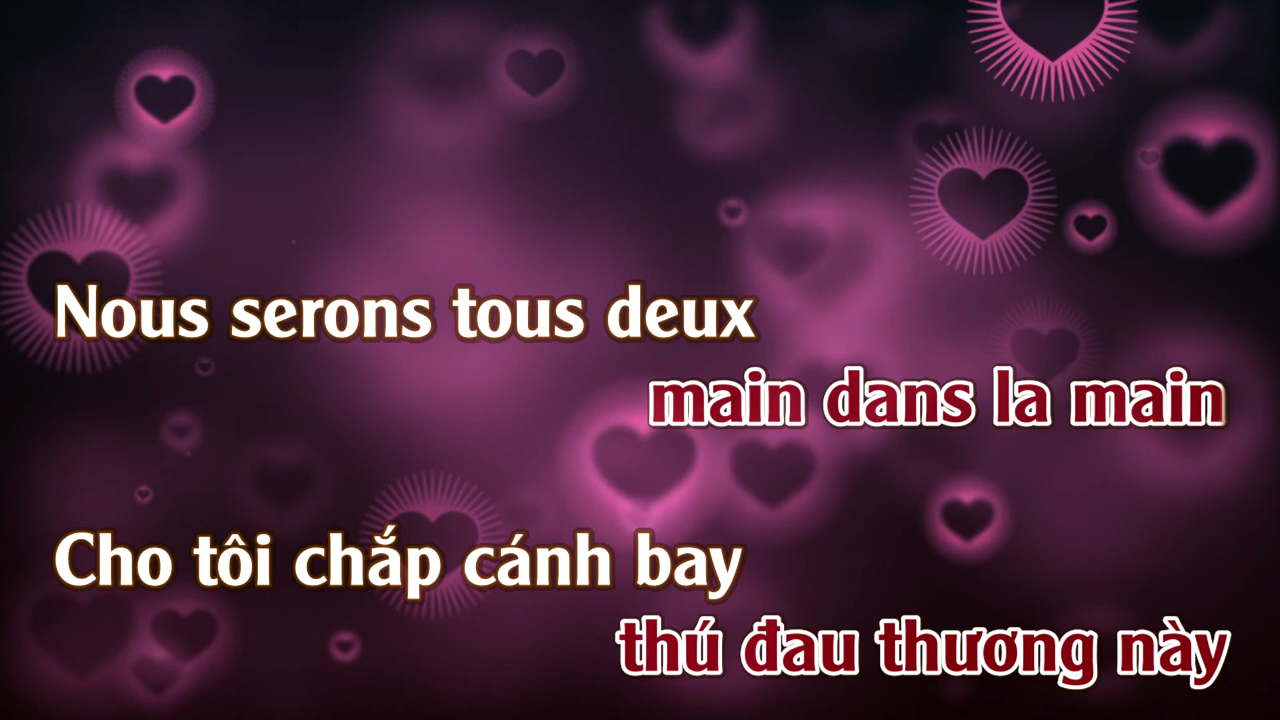 Nous serons tous deux
main dans la main
Cho tôi chắp cánh bay
thú đau thương này